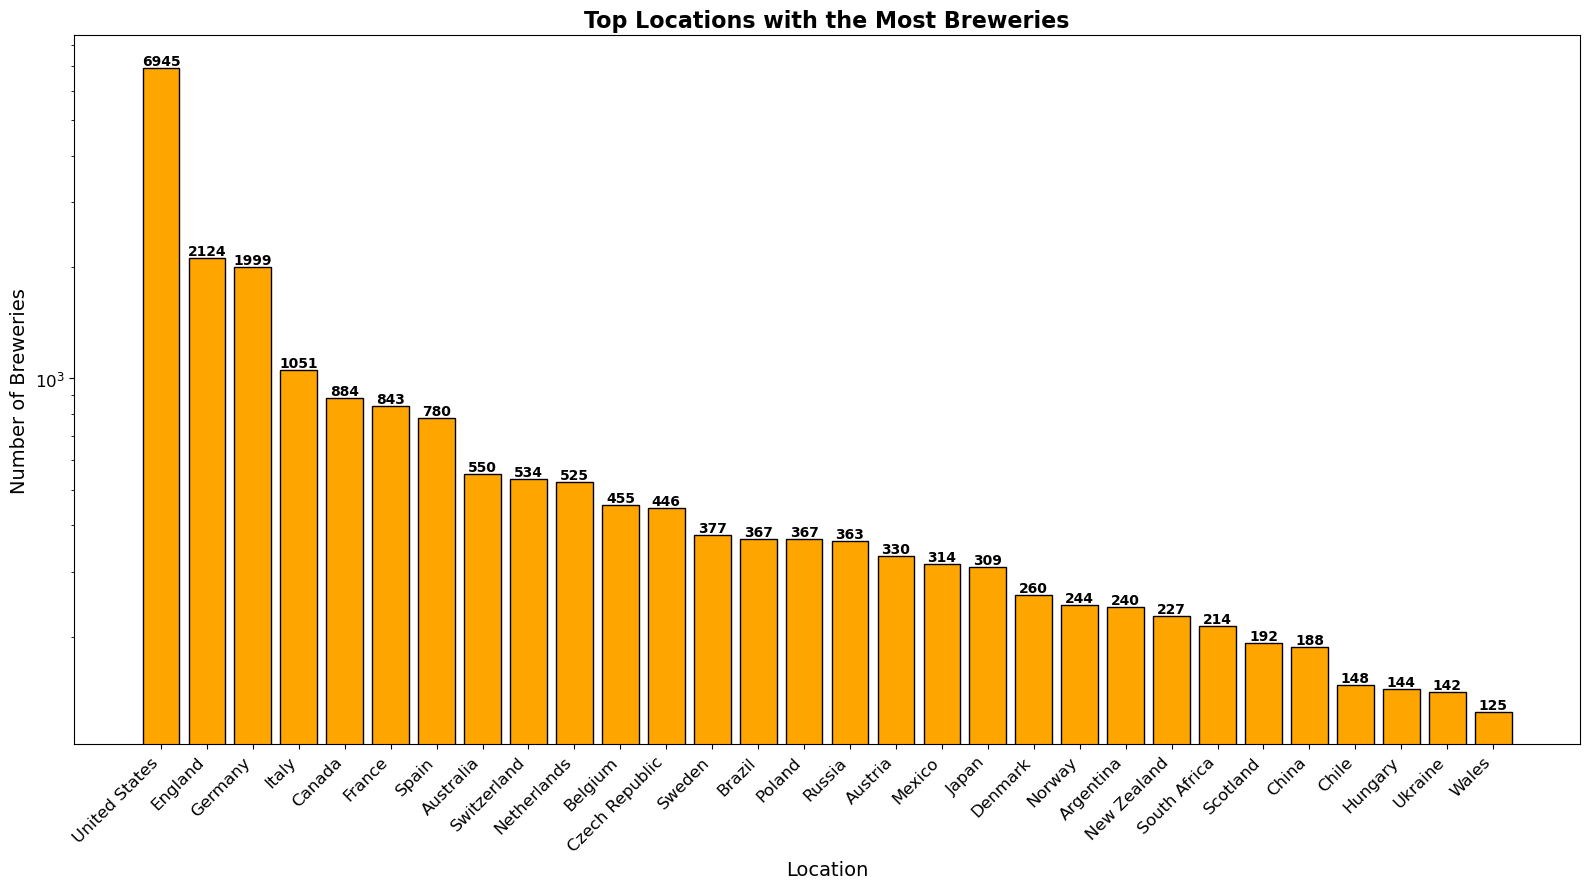 Top Locations with the Most Breweries
Number of Breweries
10³
6945
2124
1999
1051
884
843
780
550
534
525
455
446
377
367
367
363
330
314
309
260
244
240
227
214
192
188
148
144
142
125
United States
England
Germany
Italy
Canada
France
Spain
Australia
Switzerland
Netherlands
Belgium
Czech Republic
Sweden
Brazil
Poland
Russia
Austria
Mexico
Japan
Denmark
Norway
Argentina
New Zealand
South Africa
Scotland
China
Chile
Hungary
Ukraine
Wales
Location